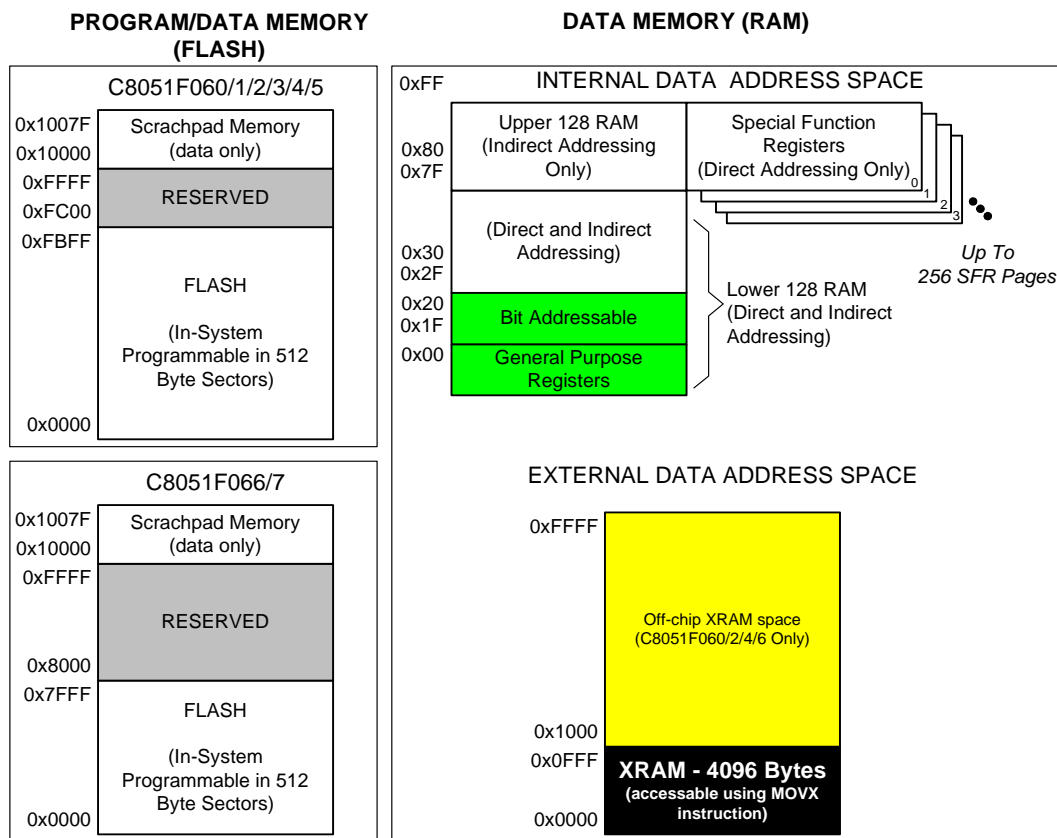 PROGRAM/DATA MEMORY
(FLASH)
C8051F060/1/2/3/4/5
0x1007F
0x10000
Scrachpad Memory
(data only)
0xFFFF
0xFC00
RESERVED
0xFBFF
FLASH
(In-System
Programmable in 512
Byte Sectors)
0x0000
C8051F066/7
0x1007F
0x10000
Scrachpad Memory
(data only)
0xFFFF
RESERVED
0x8000
0x7FFF
FLASH
(In-System
Programmable in 512
Byte Sectors)
0x0000
DATA MEMORY (RAM)
INTERNAL DATA ADDRESS SPACE
0xFF
Upper 128 RAM
(Indirect Addressing
Only)
0x80
0x7F
Special Function
Registers
(Direct Addressing Only)
0
1
2
3
Up To
256 SFR Pages
(Direct and Indirect
Addressing)
0x30
0x2F
Lower 128 RAM
(Direct and Indirect
Addressing)
0x20
0x1F
Bit Addressable
0x00
General Purpose
Registers
EXTERNAL DATA ADDRESS SPACE
0xFFFF
Off-chip XRAM space
(C8051F060/2/4/6 Only)
0x1000
0x0FFF
XRAM - 4096 Bytes
(accessable using MOVX
instruction)
0x0000